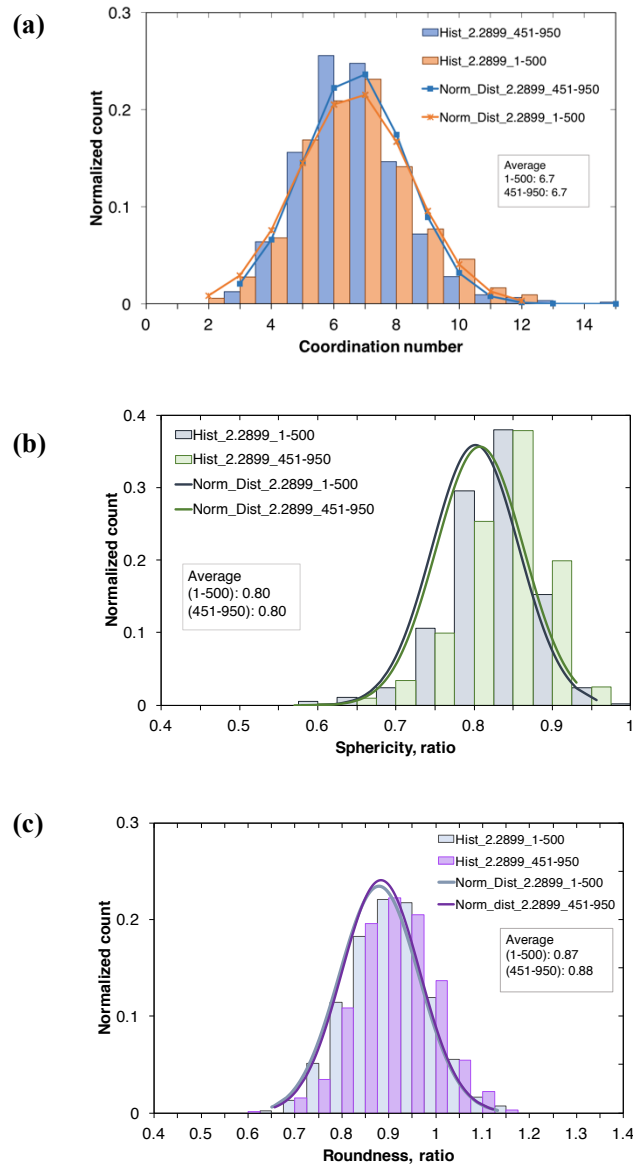 (a)
Normalized count
0.3
0.2
0.1
0
Hist_2.2899_451-950
Hist_2.2899_1-500
Norm_Dist_2.2899_451-950
Norm_Dist_2.2899_1-500
Average
1-500: 6.7
451-950: 6.7
0 2 4 6 8 10 12 14
Coordination number
(b)
Normalized count
0.4
0.3
0.2
0.1
0
Hist_2.2899_1-500
Hist_2.2899_451-950
Norm_Dist_2.2899_1-500
Norm_Dist_2.2899_451-950
Average
(1-500): 0.80
(451-950): 0.80
0.4 0.5 0.6 0.7 0.8 0.9 1
Sphericity, ratio
(c)
Normalized count
0.3
0.2
0.1
0
Hist_2.2899_1-500
Hist_2.2899_451-950
Norm_Dist_2.2899_1-500
Norm_dist_2.2899_451-950
Average
(1-500): 0.87
(451-950): 0.88
0.4 0.5 0.6 0.7 0.8 0.9 1 1.1 1.2 1.3 1.4
Roundness, ratio